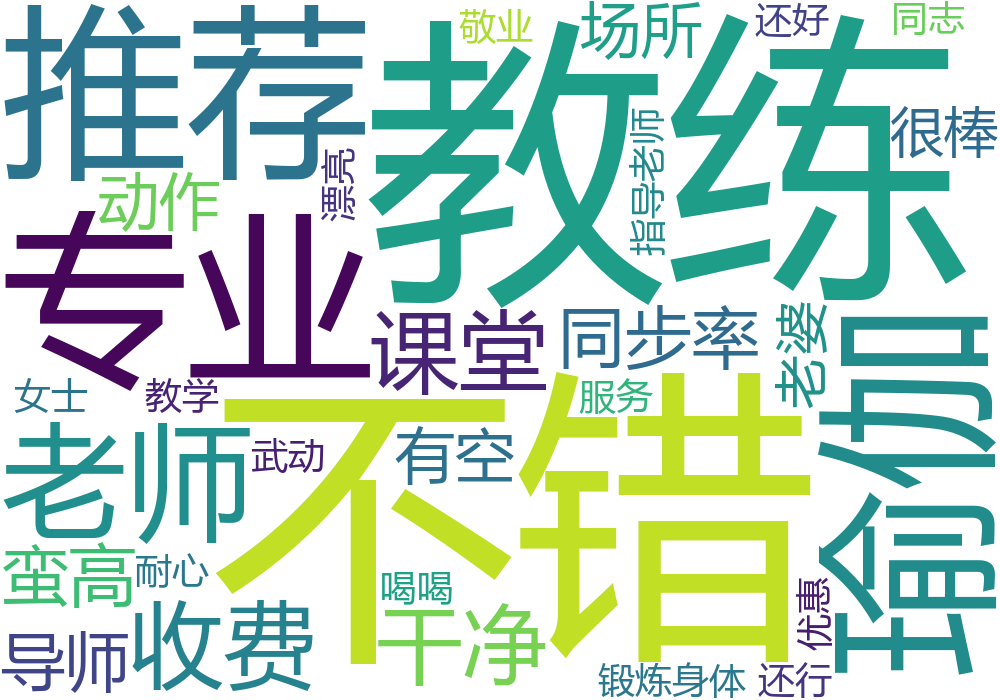 推荐
教练
敬业
场所
还好
同志
很棒
动作
漂亮
指导老师
专业
课堂
同步率
老婆
瑜伽
女士
教学
不错
服务
老师
武动
有空
蛮高
耐心
喝喝
优惠
导师
收费
干净
锻炼身体
还行